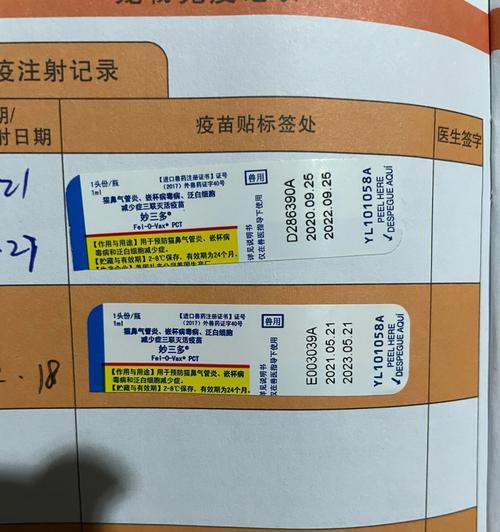 疫注射记录
射日期
疫苗贴标签处
医生签字
21
27
1头份/瓶
1ml
【进口兽药注册证书】证号
(2017)外兽药证字40号
兽用
猫鼻气管炎、嵌杯病毒病、泛白细胞
减少症三联灭活疫苗
妙三多®
Fel-O-Vax® PCT
【作用与用途】用于预防猫鼻气管炎、嵌杯病
毒病和泛白细胞减少症。
【贮藏与有效期】2-8℃保存,有效期为24个月。
详见说明书
仅在兽医指导下使用
D286390A
2020.09.25
2022.09.25
YL101058A
PEEL HERE
DESPEGUE AQUÍ
18
1头份/瓶
1ml
【进口兽药注册证书】证号
(2017)外兽药证字40号
兽用
猫鼻气管炎、嵌杯病毒病、泛白细胞
减少症三联灭活疫苗
妙三多®
Fel-O-Vax® PCT
【作用与用途】用于预防猫鼻气管炎、嵌杯病
毒病和泛白细胞减少症。
【贮藏与有效期】2-8℃保存,有效期为24个月。
详见说明书
仅在兽医指导下使用
E003039A
2021.05.21
2023.05.21
YL101058A
PEEL HERE
DESPEGUE AQUÍ